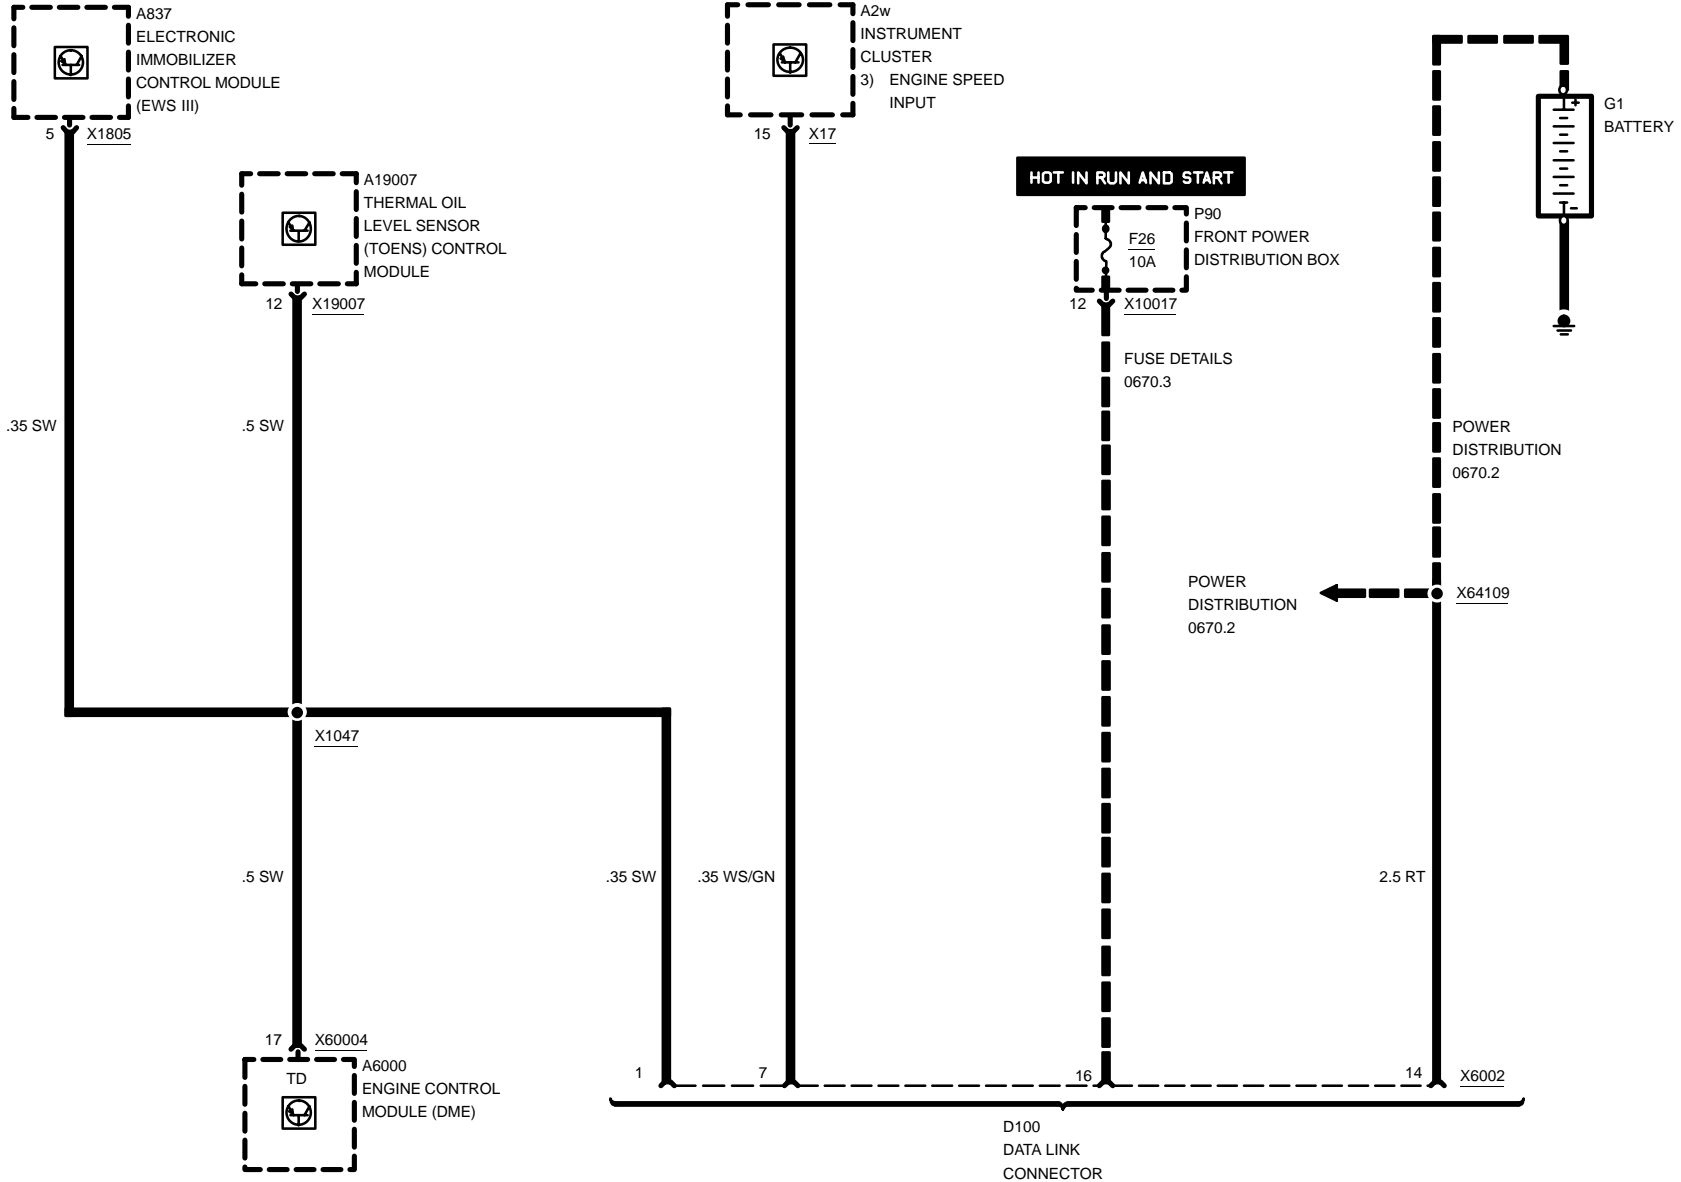 A837
ELECTRONIC
IMMOBILIZER
CONTROL MODULE
(EWS III)
5 X1805
A2w
INSTRUMENT
CLUSTER
3) ENGINE SPEED
INPUT
15 X17
G1
BATTERY
+
-
A19007
THERMAL OIL
LEVEL SENSOR
(TOENS) CONTROL
MODULE
12 X19007
HOT IN RUN AND START
P90
FRONT POWER
DISTRIBUTION BOX
F26
10A
12 X10017
FUSE DETAILS
0670.3
.35 SW
.5 SW
POWER
DISTRIBUTION
0670.2
POWER
DISTRIBUTION
0670.2
X64109
X1047
.5 SW
.35 SW
.35 WS/GN
2.5 RT
17 X60004
TD
A6000
ENGINE CONTROL
MODULE (DME)
1
7
16
14 X6002
D100
DATA LINK
CONNECTOR